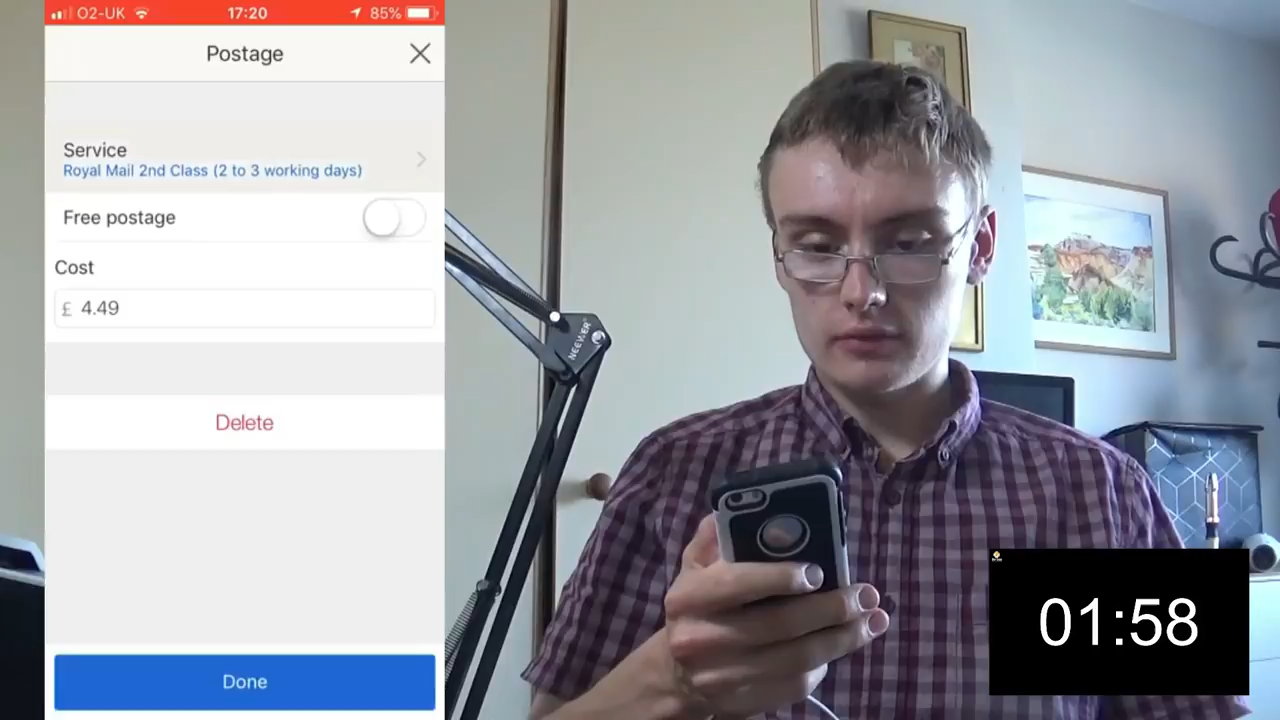 O2-UK 17:20 85%
Postage
Service
Royal Mail 2nd Class (2 to 3 working days)
Free postage
Cost
£ 4.49
Delete
Done
NEEWER
01:58